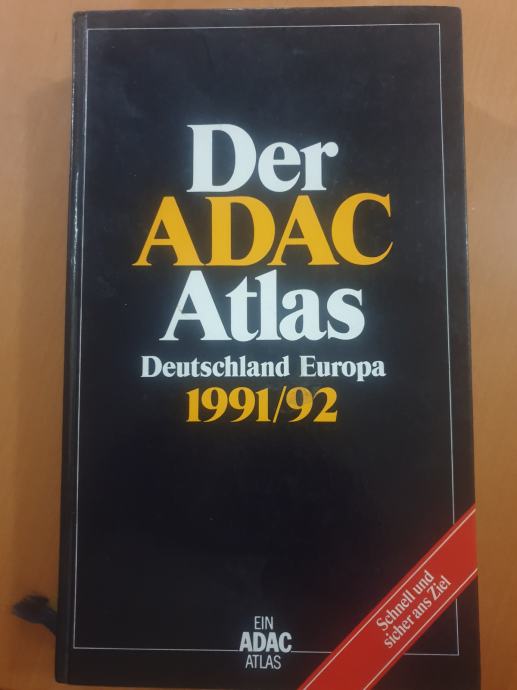 Der
ADAC
Atlas
Deutschland Europa
1991/92
Schnell und
sicher ans Ziel
EIN
ADAC
ATLAS